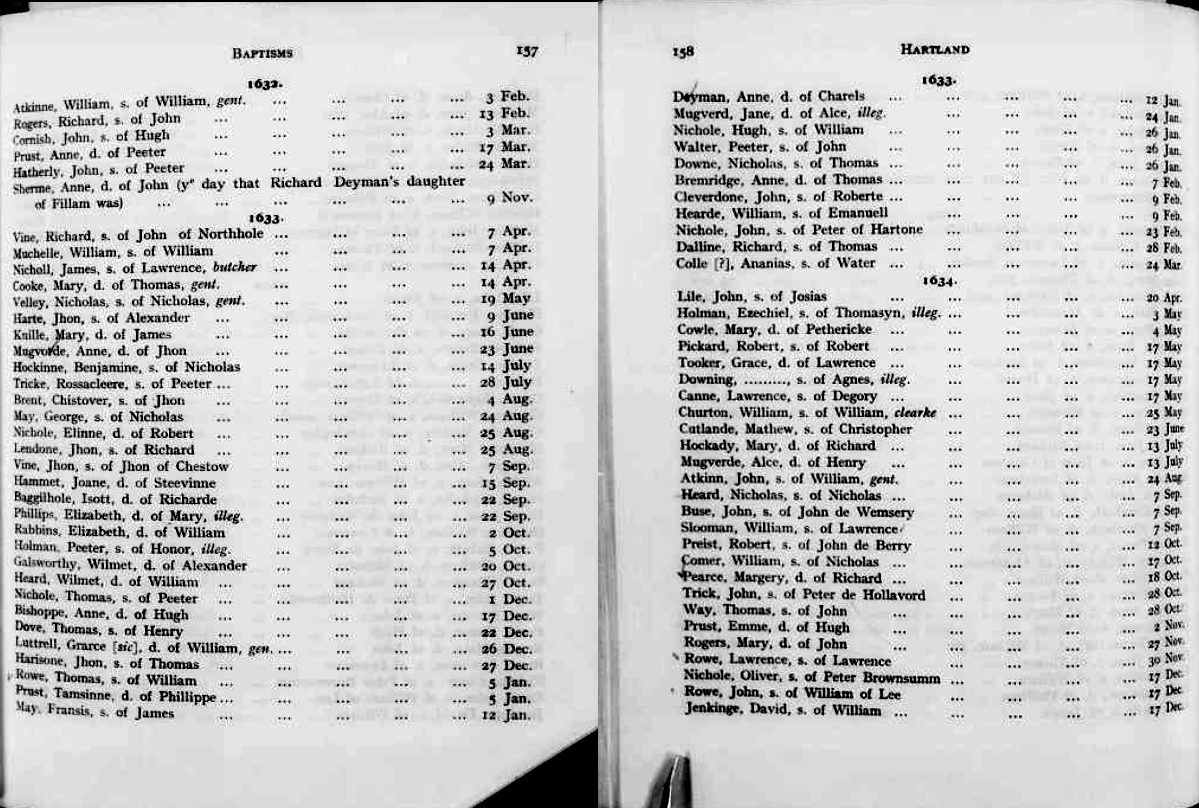 BAPTISMS 157
1632.
Atkinne, William, s. of William, gent. ... ... ... ... 3 Feb.
Rogers, Richard, s. of John ... ... ... ... ... 13 Feb.
Cornish, John, s. of Hugh ... ... ... ... ... 3 Mar.
Prust, Anne, d. of Peeter ... ... ... ... ... 17 Mar.
Hatherly, John, s. of Peeter ... ... ... ... ... 24 Mar.
Sherme, Anne, d. of John (yᵉ day that Richard Deyman's daughter
of Fillam was) ... ... ... ... ... ... 9 Nov.
1633.
Vine, Richard, s. of John of Northhole ... ... ... ... 7 Apr.
Muchelle, William, s. of William ... ... ... ... 7 Apr.
Nicholl, James, s. of Lawrence, butcher ... ... ... ... 14 Apr.
Cooke, Mary, d. of Thomas, gent. ... ... ... ... 14 Apr.
Velley, Nicholas, s. of Nicholas, gent. ... ... ... ... 19 May
Harte, Jhon, s. of Alexander ... ... ... ... ... 9 June
Knille, Mary, d. of James ... ... ... ... ... 16 June
Mugvorde, Anne, d. of Jhon ... ... ... ... ... 23 June
Hockinne, Benjamine, s. of Nicholas ... ... ... ... 14 July
Tricke, Rossacleere, s. of Peeter ... ... ... ... ... 28 July
Brent, Chistover, s. of Jhon ... ... ... ... ... 4 Aug.
May, George, s. of Nicholas ... ... ... ... ... 24 Aug.
Nichole, Elinne, d. of Robert ... ... ... ... ... 25 Aug.
Lendone, Jhon, s. of Richard ... ... ... ... ... 25 Aug.
Vine, Jhon, s. of Jhon of Chestow ... ... ... ... 7 Sep.
Hammet, Joane, d. of Steevinne ... ... ... ... 15 Sep.
Baggilhole, Isott, d. of Richarde ... ... ... ... 22 Sep.
Phillips, Elizabeth, d. of Mary, illeg. ... ... ... ... 22 Sep.
Rabbins, Elizabeth, d. of William ... ... ... ... 2 Oct.
Holman, Peeter, s. of Honor, illeg. ... ... ... ... 5 Oct.
Galsworthy, Wilmet, d. of Alexander ... ... ... ... 20 Oct.
Heard, Wilmet, d. of William ... ... ... ... ... 27 Oct.
Nichole, Thomas, s. of Peeter ... ... ... ... ... 1 Dec.
Bishoppe, Anne, d. of Hugh ... ... ... ... ... 17 Dec.
Dove, Thomas, s. of Henry ... ... ... ... ... 22 Dec.
Luttrell, Grarce [sic], d. of William, gen. ... ... ... ... 26 Dec.
Harisone, Jhon, s. of Thomas ... ... ... ... ... 27 Dec.
Rowe, Thomas, s. of William ... ... ... ... ... 5 Jan.
Prust, Tamsinne, d. of Phillippe ... ... ... ... ... 5 Jan.
May, Fransis, s. of James ... ... ... ... ... 12 Jan.
158 HARTLAND
1633.
Deyman, Anne, d. of Charels ... ... ... ... ... 12 Jan.
Mugverd, Jane, d. of Alce, illeg. ... ... ... ... 24 Jan.
Nichole, Hugh, s. of William ... ... ... ... ... 26 Jan.
Walter, Peeter, s. of John ... ... ... ... ... 26 Jan.
Downe, Nicholas, s. of Thomas ... ... ... ... ... 26 Jan.
Bremridge, Anne, d. of Thomas ... ... ... ... ... 7 Feb.
Cleverdone, John, s. of Roberte ... ... ... ... ... 9 Feb.
Hearde, William, s. of Emanuell ... ... ... ... 9 Feb.
Nichole, John, s. of Peter of Hartone ... ... ... ... 23 Feb.
Dalline, Richard, s. of Thomas ... ... ... ... ... 28 Feb.
Colle [?], Ananias, s. of Water ... ... ... ... ... 24 Mar.
1634.
Lile, John, s. of Josias ... ... ... ... ... 20 Apr.
Holman, Ezechiel, s. of Thomasyn, illeg. ... ... ... ... 3 May
Cowle, Mary, d. of Pethericke ... ... ... ... ... 4 May
Pickard, Robert, s. of Robert ... ... ... ... ... 17 May
Tooker, Grace, d. of Lawrence ... ... ... ... ... 17 May
Downing, .........., s. of Agnes, illeg. ... ... ... ... 17 May
Canne, Lawrence, s. of Degory ... ... ... ... ... 17 May
Churton, William, s. of William, clearke ... ... ... ... 25 May
Cutlande, Mathew, s. of Christopher ... ... ... ... 23 June
Hockady, Mary, d. of Richard ... ... ... ... ... 13 July
Mugverde, Alce, d. of Henry ... ... ... ... ... 13 July
Atkinn, John, s. of William, gent. ... ... ... ... 24 Aug.
Heard, Nicholas, s. of Nicholas ... ... ... ... ... 7 Sep.
Buse, John, s. of John de Wemsery ... ... ... ... 7 Sep.
Slooman, William, s. of Lawrence ... ... ... ... 7 Sep.
Preist, Robert, s. of John de Berry ... ... ... ... 12 Oct.
Comer, William, s. of Nicholas ... ... ... ... ... 17 Oct.
Pearce, Margery, d. of Richard ... ... ... ... ... 18 Oct.
Trick, John, s. of Peter de Hollavord ... ... ... ... 28 Oct.
Way, Thomas, s. of John ... ... ... ... ... 28 Oct.
Prust, Emme, d. of Hugh ... ... ... ... ... 2 Nov.
Rogers, Mary, d. of John ... ... ... ... ... 27 Nov.
Rowe, Lawrence, s. of Lawrence ... ... ... ... 30 Nov.
Nichole, Oliver, s. of Peter Brownsumm ... ... ... ... 17 Dec.
Rowe, John, s. of William of Lee ... ... ... ... 17 Dec.
Jenkinge, David, s. of William ... ... ... ... ... 17 Dec.